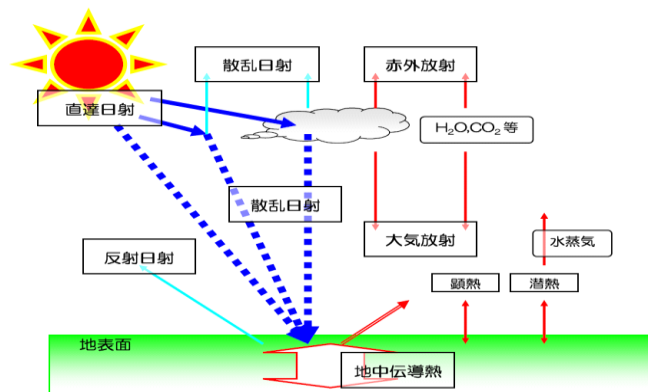 散乱日射
赤外放射
直達日射
H₂O,CO₂ 等
散乱日射
大気放射
水蒸気
反射日射
顕熱
潜熱
地表面
地中伝導熱